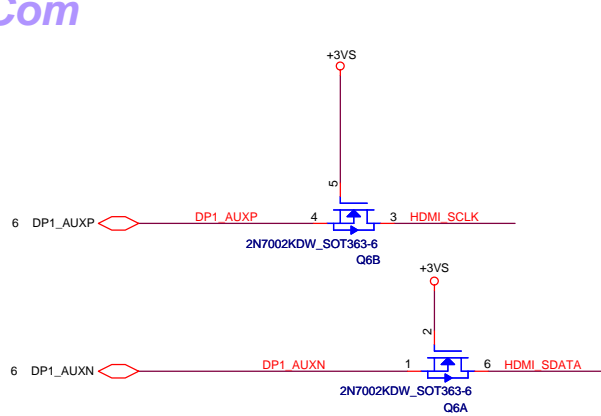 Com
+3VS
5
6 DP1_AUXP DP1_AUXP 4 3 HDMI_SCLK
2N7002KDW_SOT363-6
Q6B
+3VS
2
6 DP1_AUXN DP1_AUXN 1 6 HDMI_SDATA
2N7002KDW_SOT363-6
Q6A